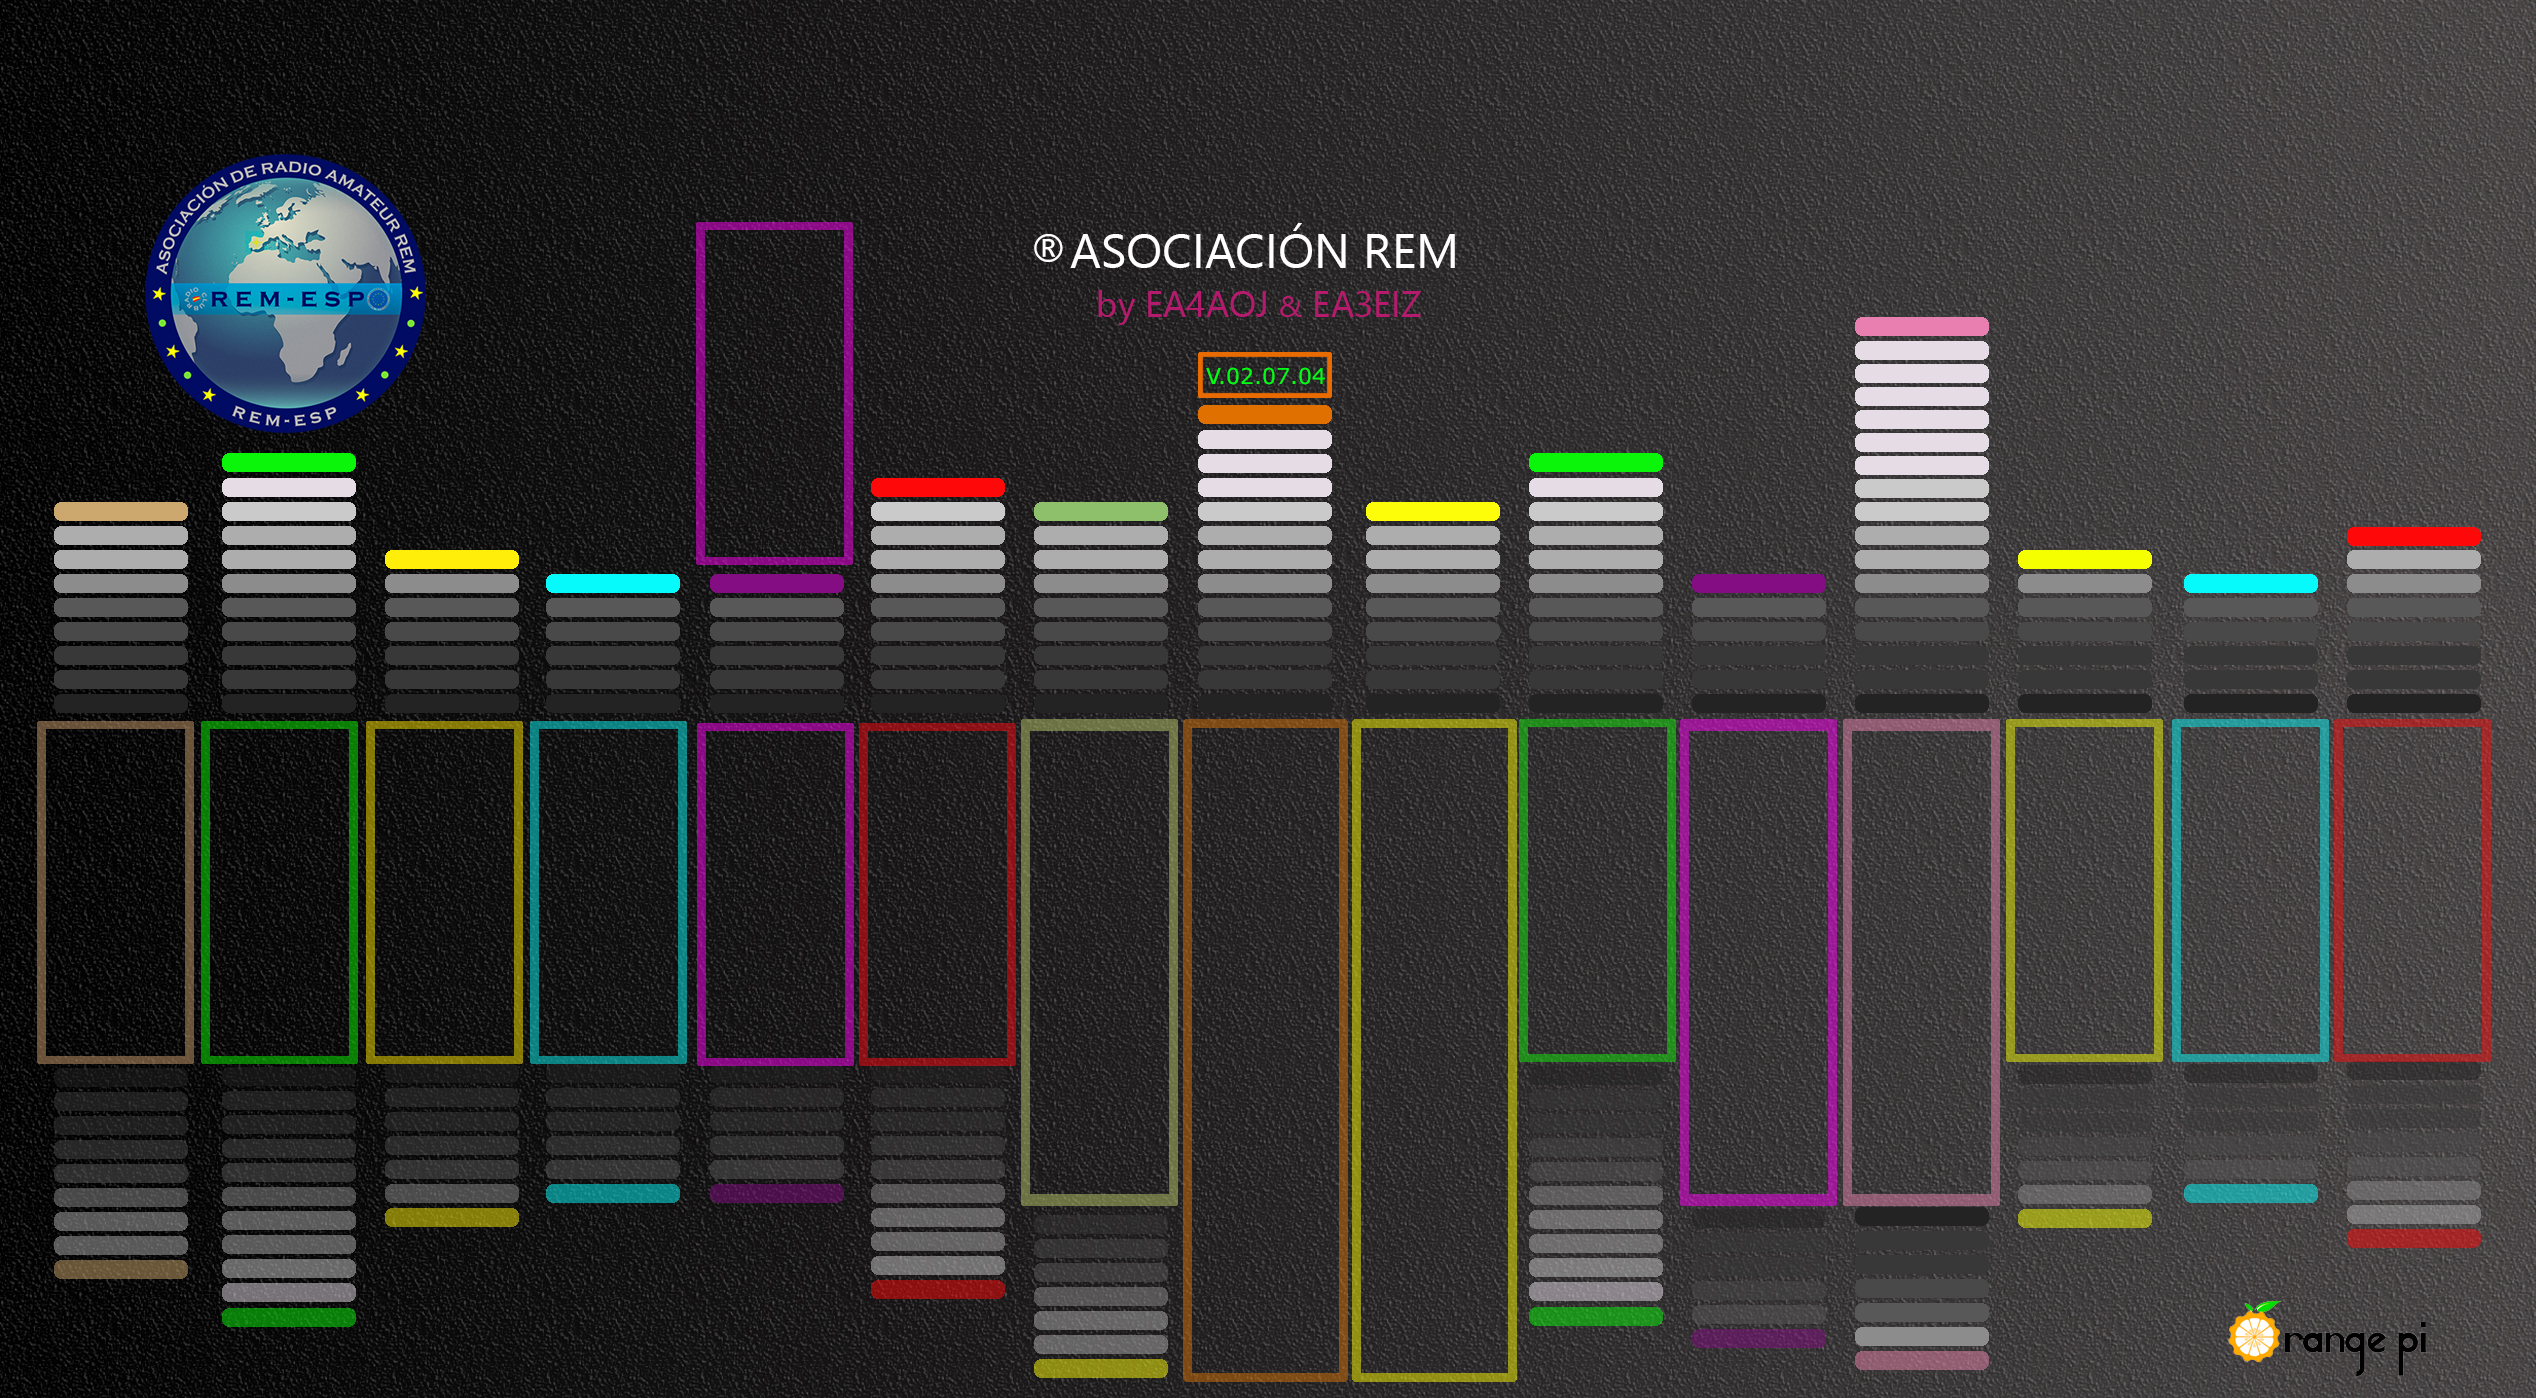 ASOCIACIÓN DE RADIO AMATEUR REM
REM-ESP
REM-ESP
® ASOCIACIÓN REM
by EA4AOJ & EA3EIZ
V.02.07.04
range pi